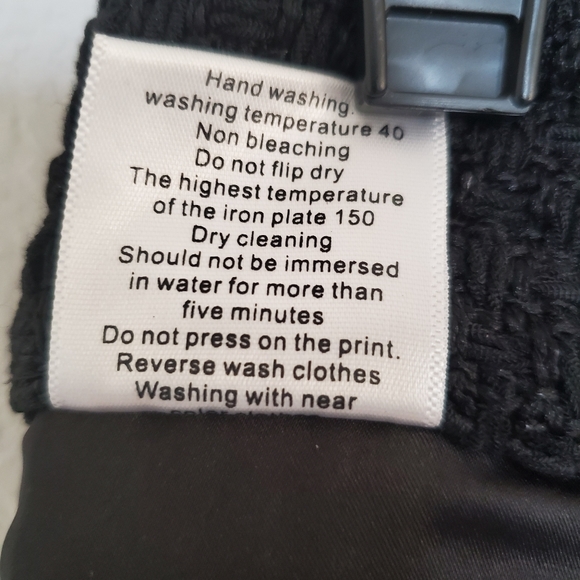 Hand washing.
washing temperature 40
Non bleaching
Do not flip dry
The highest temperature
of the iron plate 150
Dry cleaning
Should not be immersed
in water for more than
five minutes
Do not press on the print.
Reverse wash clothes
Washing with near